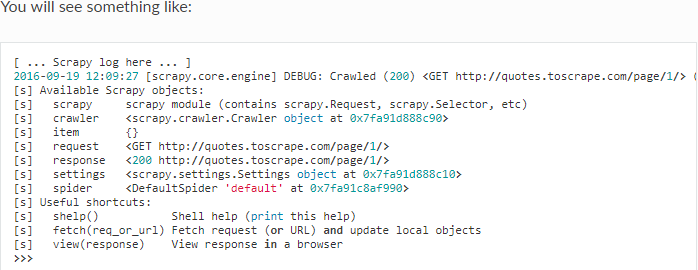 You will see something like:
[ ... Scrapy log here ... ]
2016-09-19 12:09:27 [scrapy.core.engine] DEBUG: Crawled (200) <GET http://quotes.toscrape.com/page/1/> (
[s] Available Scrapy objects:
[s]   scrapy     scrapy module (contains scrapy.Request, scrapy.Selector, etc)
[s]   crawler    <scrapy.crawler.Crawler object at 0x7fa91d888c90>
[s]   item       {}
[s]   request    <GET http://quotes.toscrape.com/page/1/>
[s]   response   <200 http://quotes.toscrape.com/page/1/>
[s]   settings   <scrapy.settings.Settings object at 0x7fa91d888c10>
[s]   spider     <DefaultSpider 'default' at 0x7fa91c8af990>
[s] Useful shortcuts:
[s]   shelp()           Shell help (print this help)
[s]   fetch(req_or_url) Fetch request (or URL) and update local objects
[s]   view(response)    View response in a browser
>>>